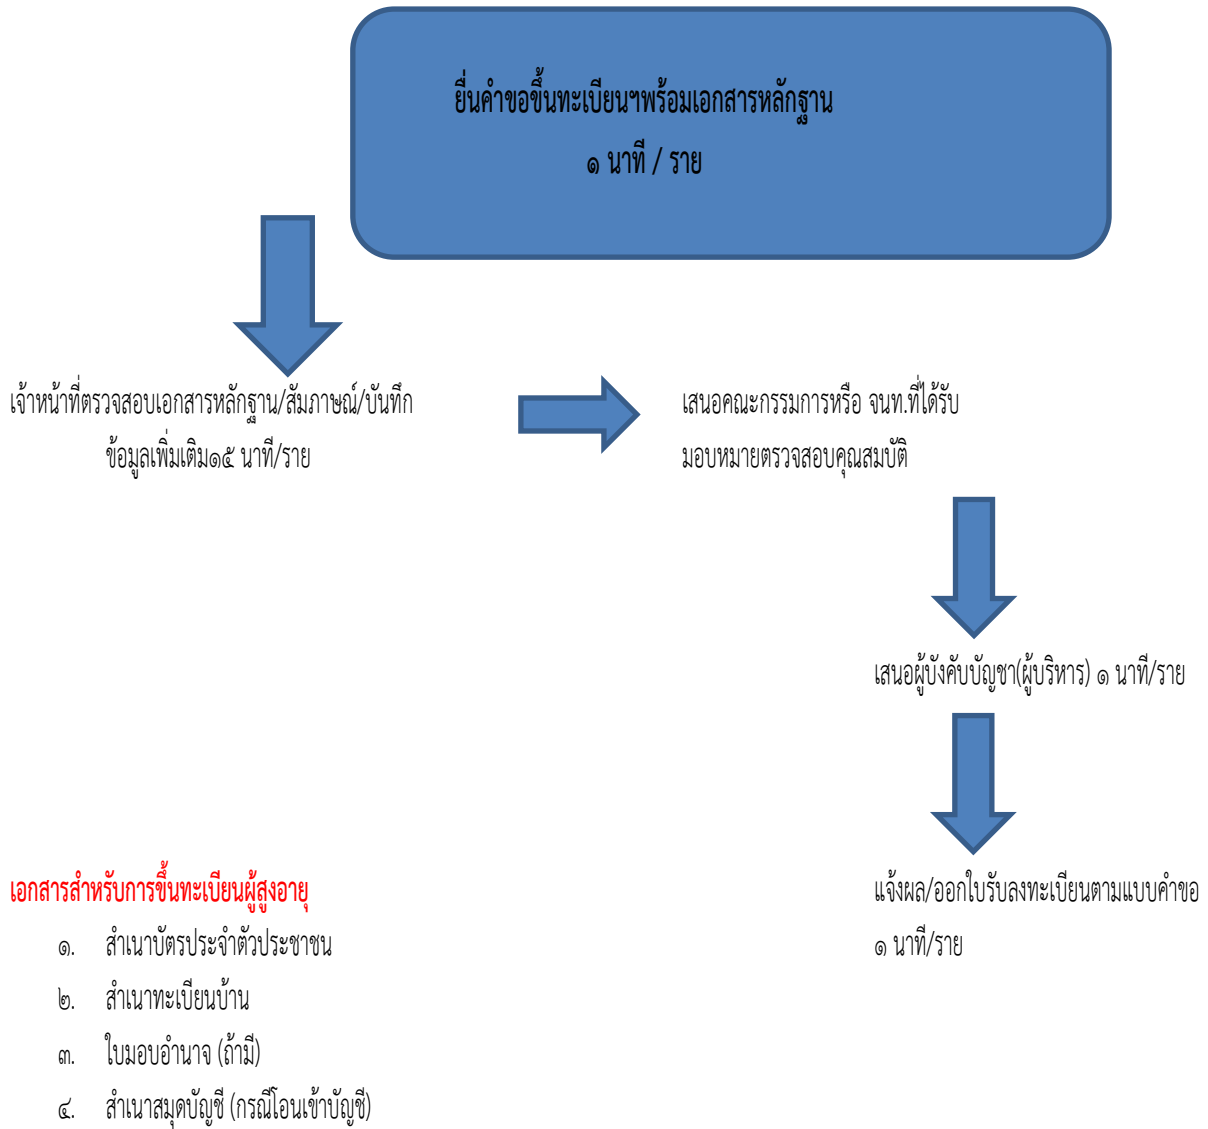 ยื่นคำขอขึ้นทะเบียนฯพร้อมเอกสารหลักฐาน
๑ นาที / ราย
เจ้าหน้าที่ตรวจสอบเอกสารหลักฐาน/สัมภาษณ์/บันทึก
ข้อมูลเพิ่มเติม๑๕ นาที/ราย
เสนอคณะกรรมการหรือ จนท.ที่ได้รับ
มอบหมายตรวจสอบคุณสมบัติ
เสนอผู้บังคับบัญชา(ผู้บริหาร) ๑ นาที/ราย
แจ้งผล/ออกใบรับลงทะเบียนตามแบบคำขอ
๑ นาที/ราย
เอกสารสำหรับการขึ้นทะเบียนผู้สูงอายุ
๑. สำเนาบัตรประจำตัวประชาชน
๒. สำเนาทะเบียนบ้าน
๓. ใบมอบอำนาจ (ถ้ามี)
๔. สำเนาสมุดบัญชี (กรณีโอนเข้าบัญชี)